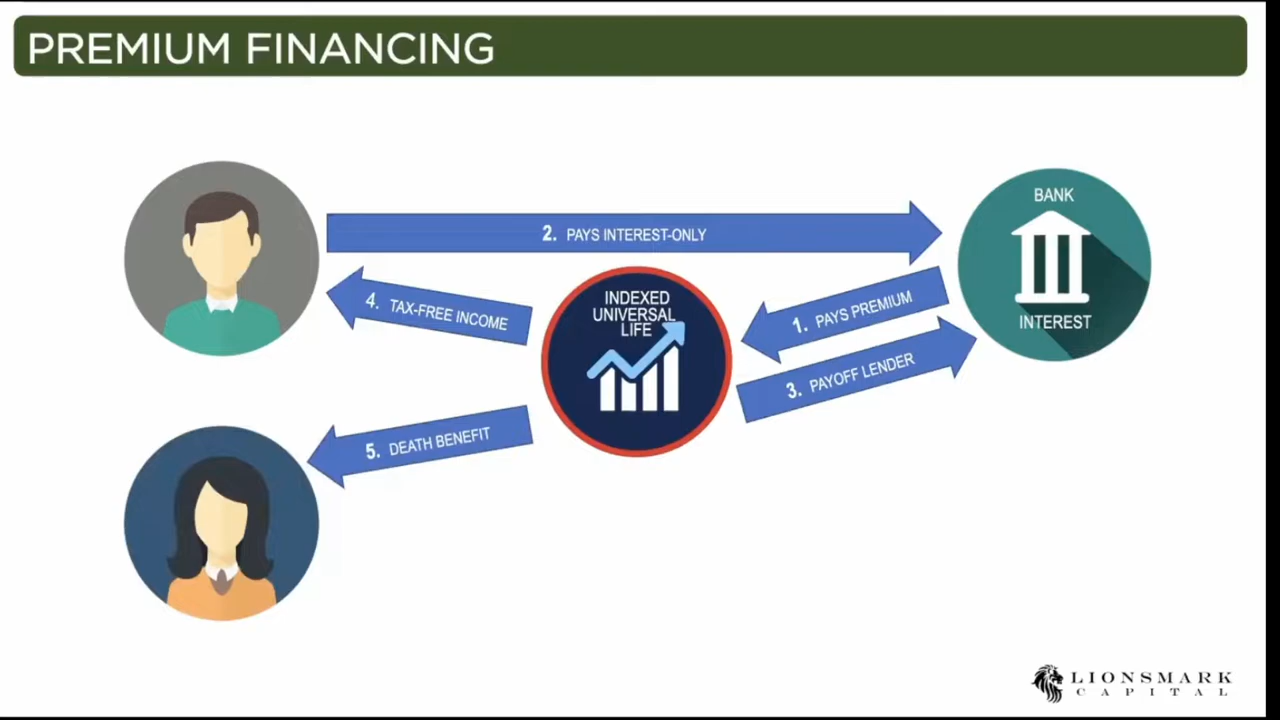 PREMIUM FINANCING
BANK
INTEREST
2. PAYS INTEREST-ONLY
1. PAYS PREMIUM
3. PAYOFF LENDER
INDEXED
UNIVERSAL
LIFE
4. TAX-FREE INCOME
5. DEATH BENEFIT
LIONSMARK
CAPITAL